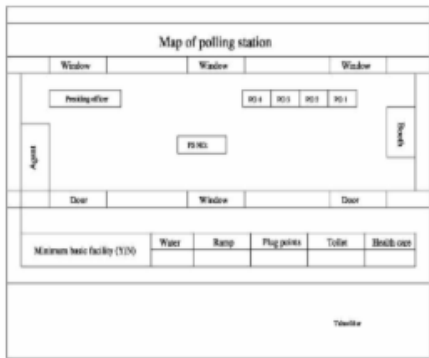 Map of polling station
Window Window Window
Presiding officer PO 4 PO 3 PO 2 PO 1
Agent
Booth
PS NO.
Door Window Door
Minimum basic facility (Y/N) Water Ramp Plug points Toilet Health care